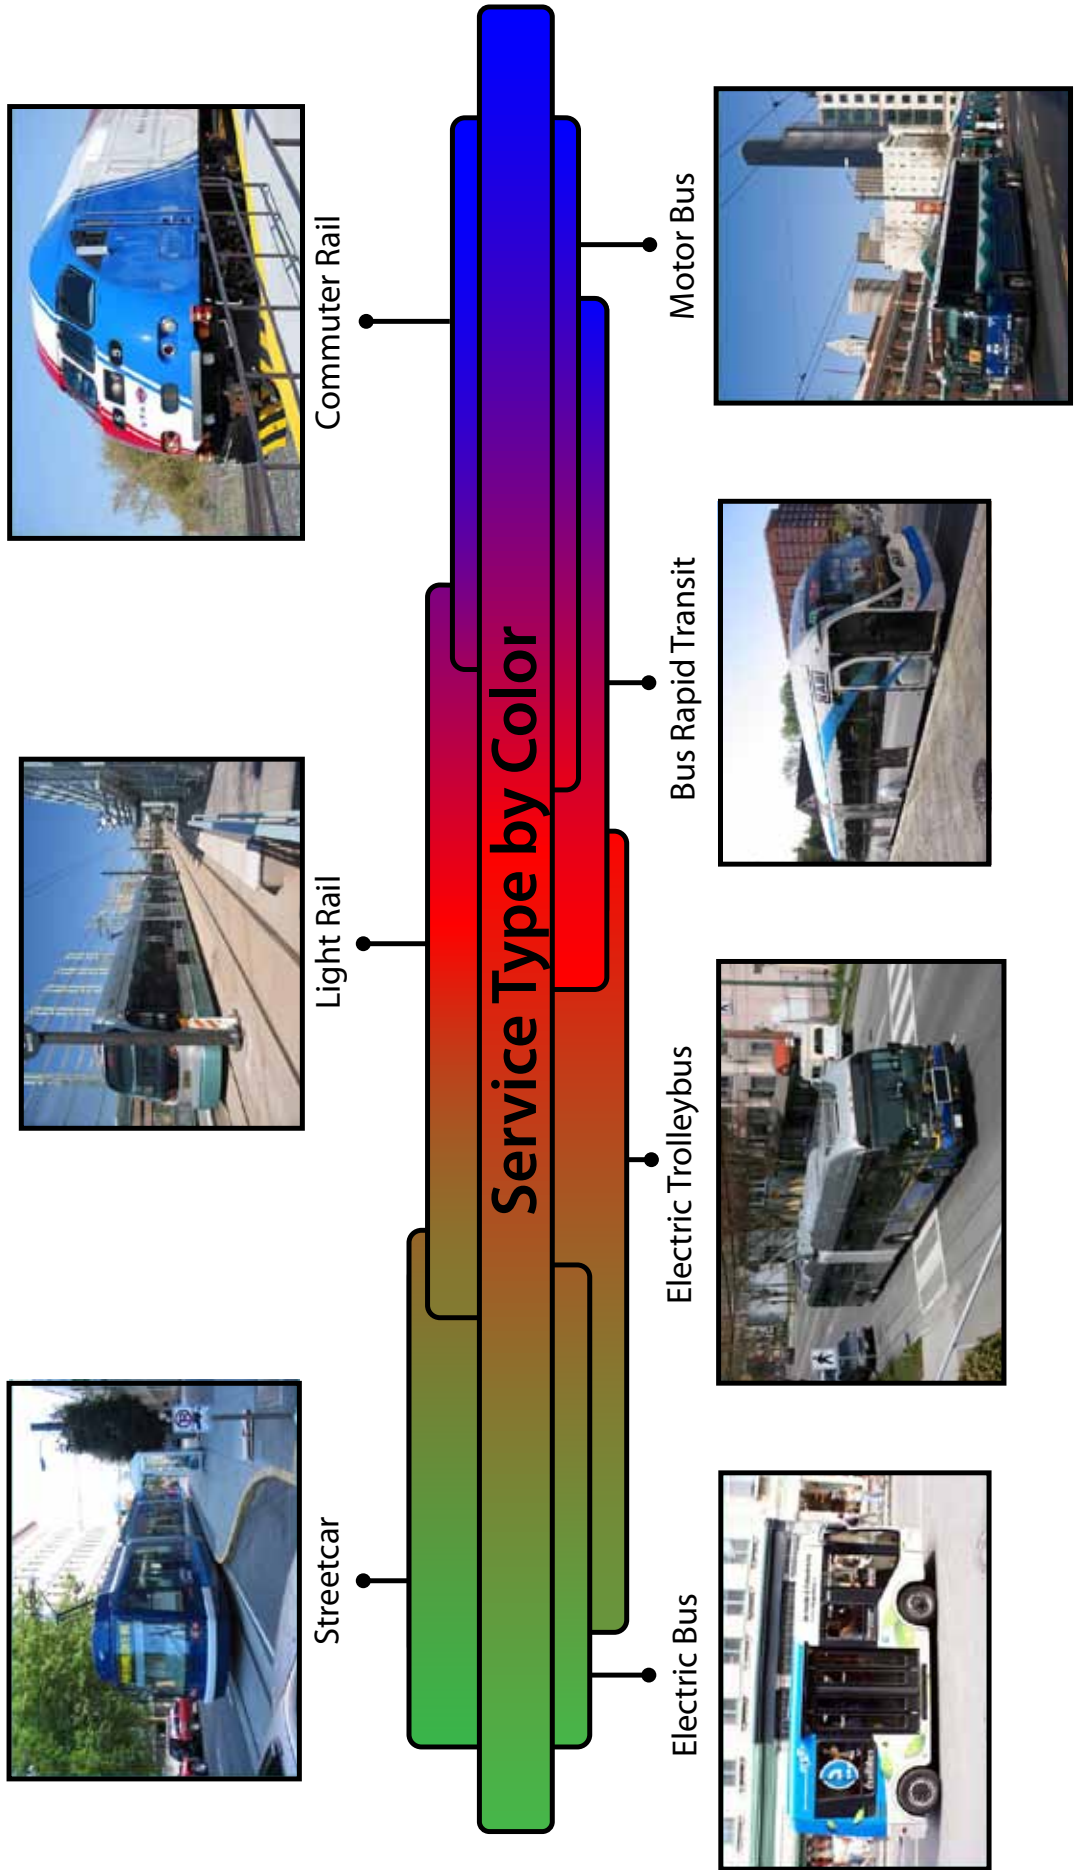 Streetcar
Light Rail
Commuter Rail
Service Type by Color
Electric Bus
Electric Trolleybus
Bus Rapid Transit
Motor Bus